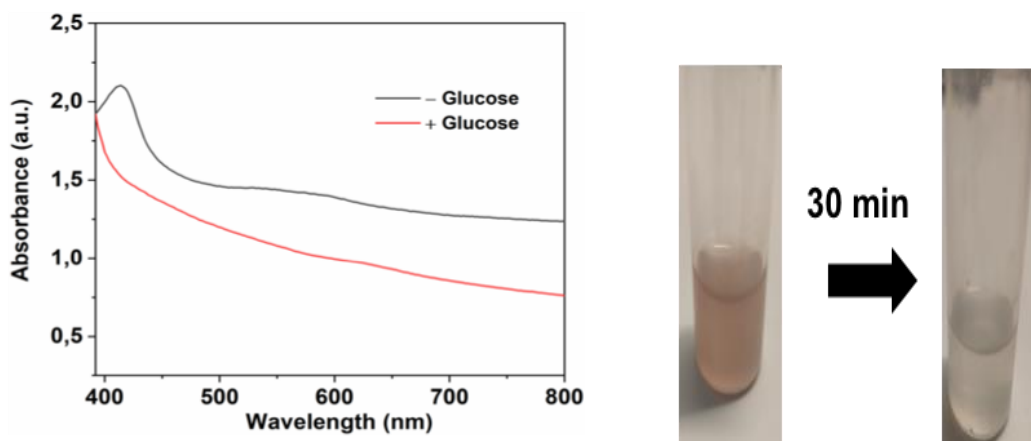 2,5
2,0
1,5
1,0
0,5
Absorbance (a.u.)
– Glucose
+ Glucose
400 500 600 700 800
Wavelength (nm)
30 min